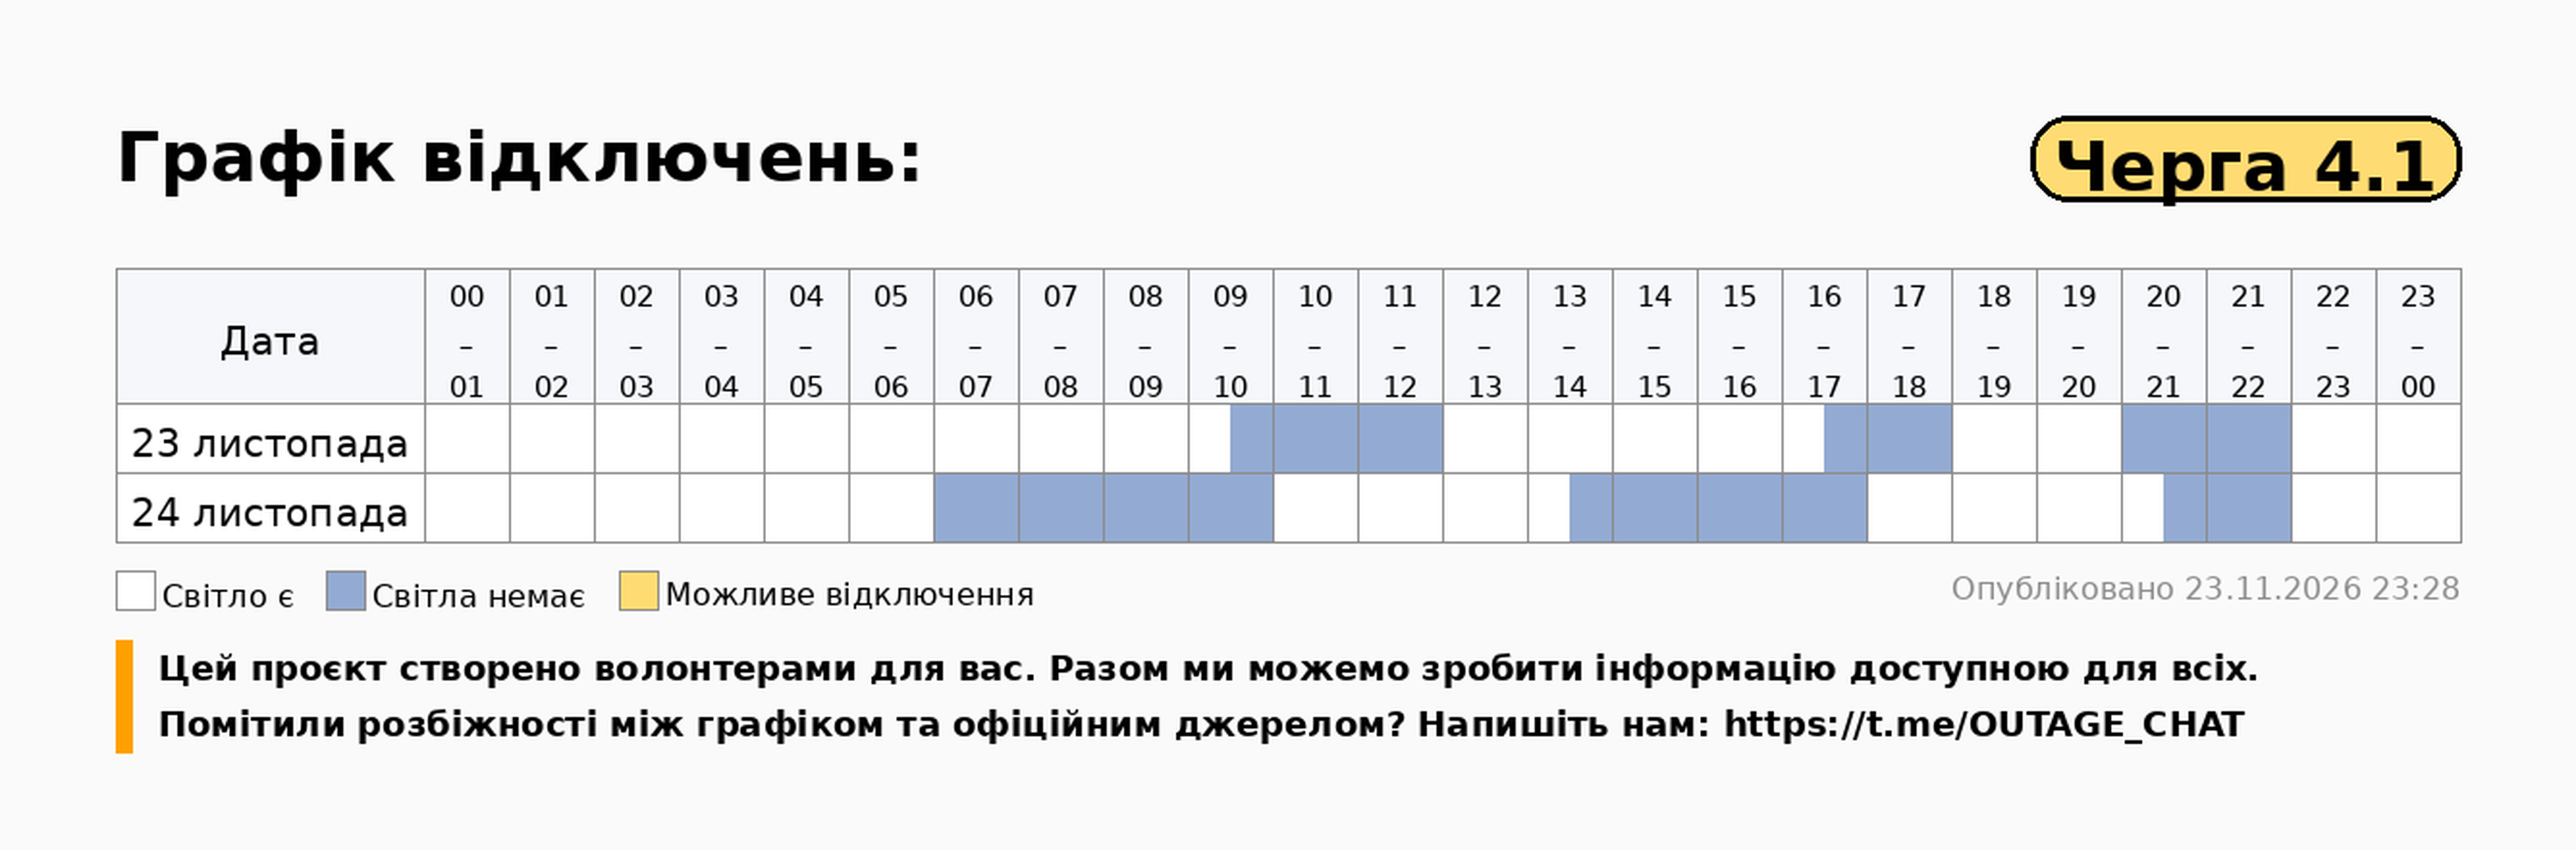 Графік відключень:
Черга 4.1
Дата
00 – 01
01 – 02
02 – 03
03 – 04
04 – 05
05 – 06
06 – 07
07 – 08
08 – 09
09 – 10
10 – 11
11 – 12
12 – 13
13 – 14
14 – 15
15 – 16
16 – 17
17 – 18
18 – 19
19 – 20
20 – 21
21 – 22
22 – 23
23 – 00
23 листопада
24 листопада
Світло є
Світла немає
Можливе відключення
Опубліковано 23.11.2026 23:28
Цей проєкт створено волонтерами для вас. Разом ми можемо зробити інформацію доступною для всіх.
Помітили розбіжності між графіком та офіційним джерелом? Напишіть нам: https://t.me/OUTAGE_CHAT